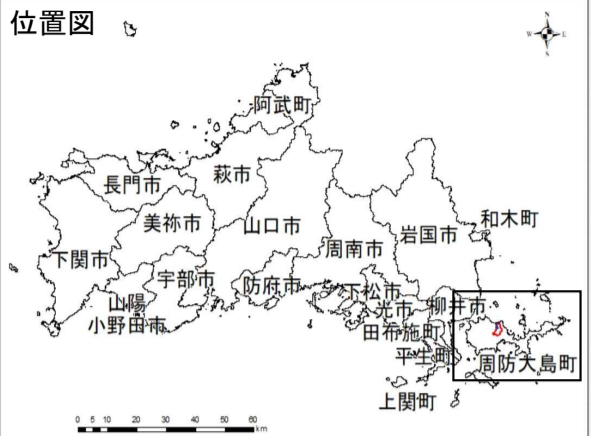 位置図
N
W E
S
阿武町
萩市
長門市
美祢市
山口市
和木町
岩国市
周南市
下関市
宇部市
防府市
下松市
山陽
小野田市
光市
柳井市
田布施町
平生町
周防大島町
上関町
0 5 10 20 30 40 50 60
km